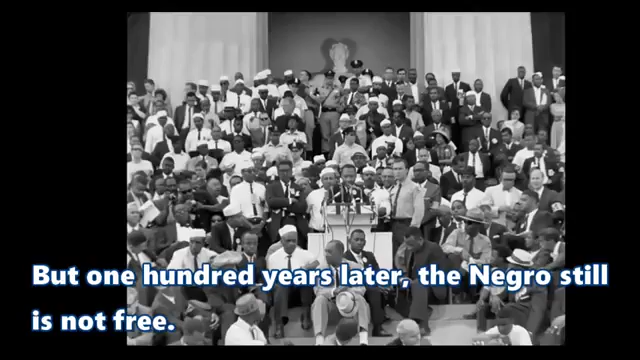 But one hundred years later, the Negro still
is not free.